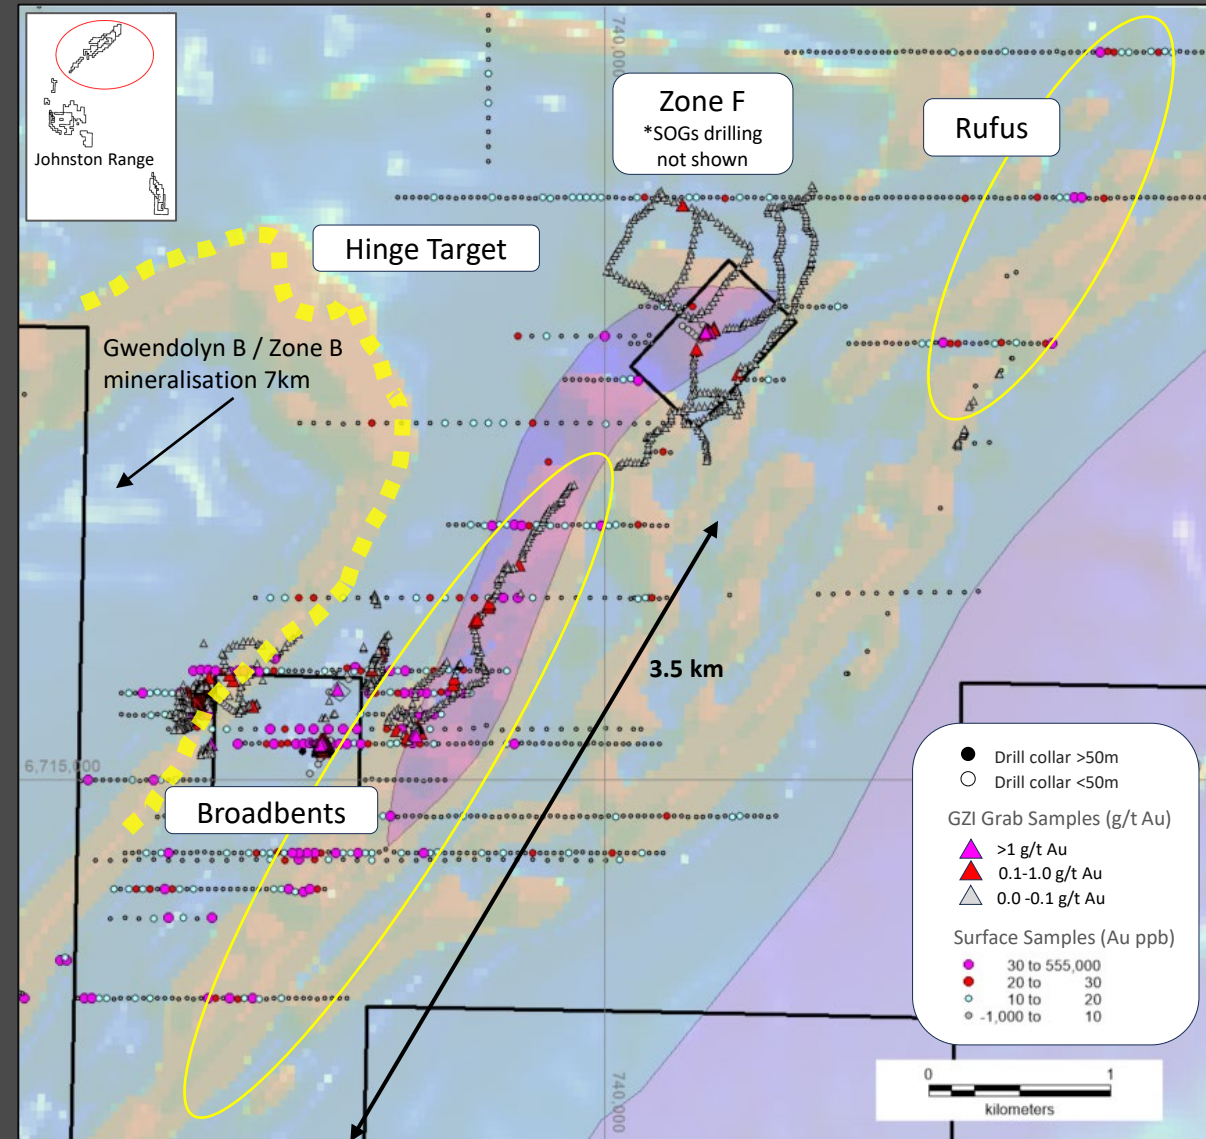 740,000
Johnston Range
Zone F
*SOGs drilling
not shown
Rufus
Hinge Target
Gwendolyn B / Zone B
mineralisation 7km
3.5 km
6,715,000
Broadbents
Drill collar >50m
Drill collar <50m
GZI Grab Samples (g/t Au)
>1 g/t Au
0.1-1.0 g/t Au
0.0 -0.1 g/t Au
Surface Samples (Au ppb)
30 to 555,000
20 to 30
10 to 20
-1,000 to 10
0 1
kilometers
740,000